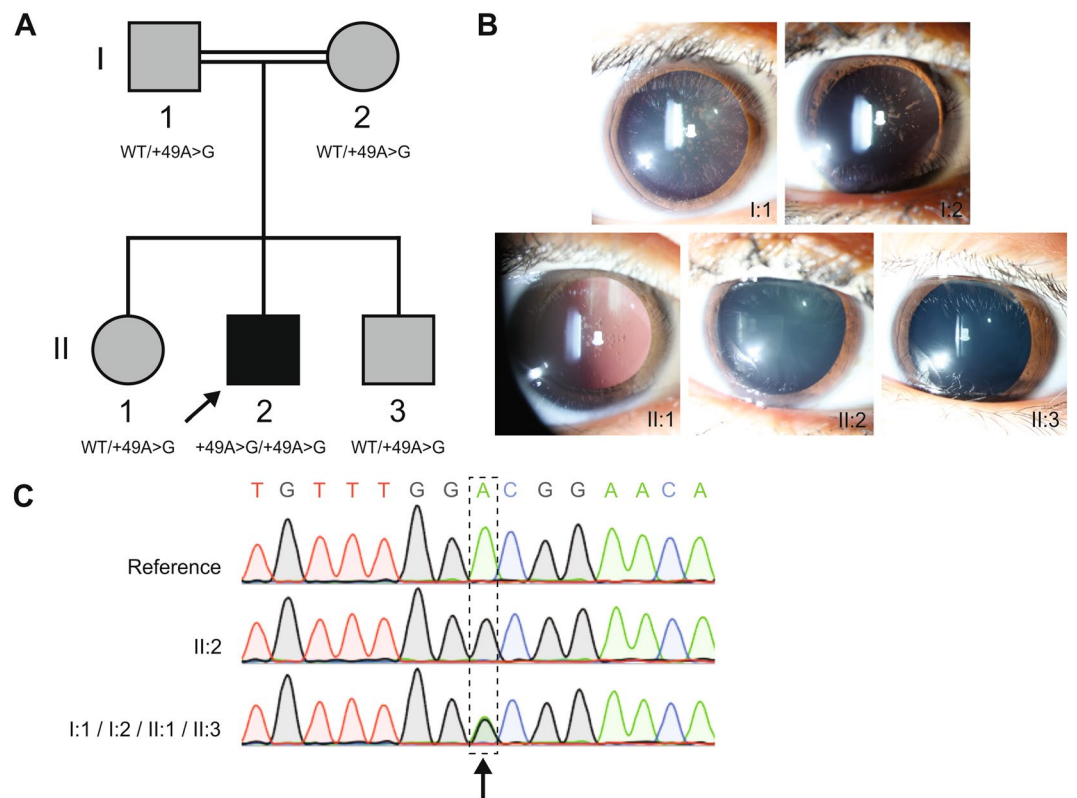 A
I
1
2
WT/+49A>G
WT/+49A>G
II
1
2
3
WT/+49A>G
+49A>G/+49A>G
WT/+49A>G
B
I:1
I:2
II:1
II:2
II:3
C
T G T T T G G A C G G A A C A
Reference
II:2
I:1 / I:2 / II:1 / II:3